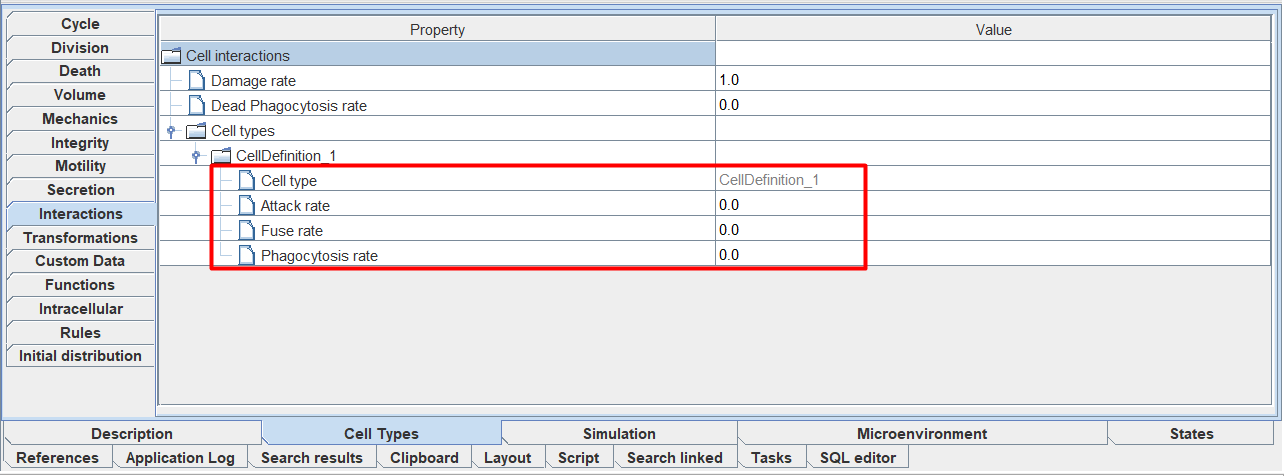 Cycle
Division
Death
Volume
Mechanics
Integrity
Motility
Secretion
Interactions
Transformations
Custom Data
Functions
Intracellular
Rules
Initial distribution
Property Value
Cell interactions
Damage rate 1.0
Dead Phagocytosis rate 0.0
Cell types
CellDefinition_1
Cell type CellDefinition_1
Attack rate 0.0
Fuse rate 0.0
Phagocytosis rate 0.0
Description Cell Types Simulation Microenvironment States
References Application Log Search results Clipboard Layout Script Search linked Tasks SQL editor